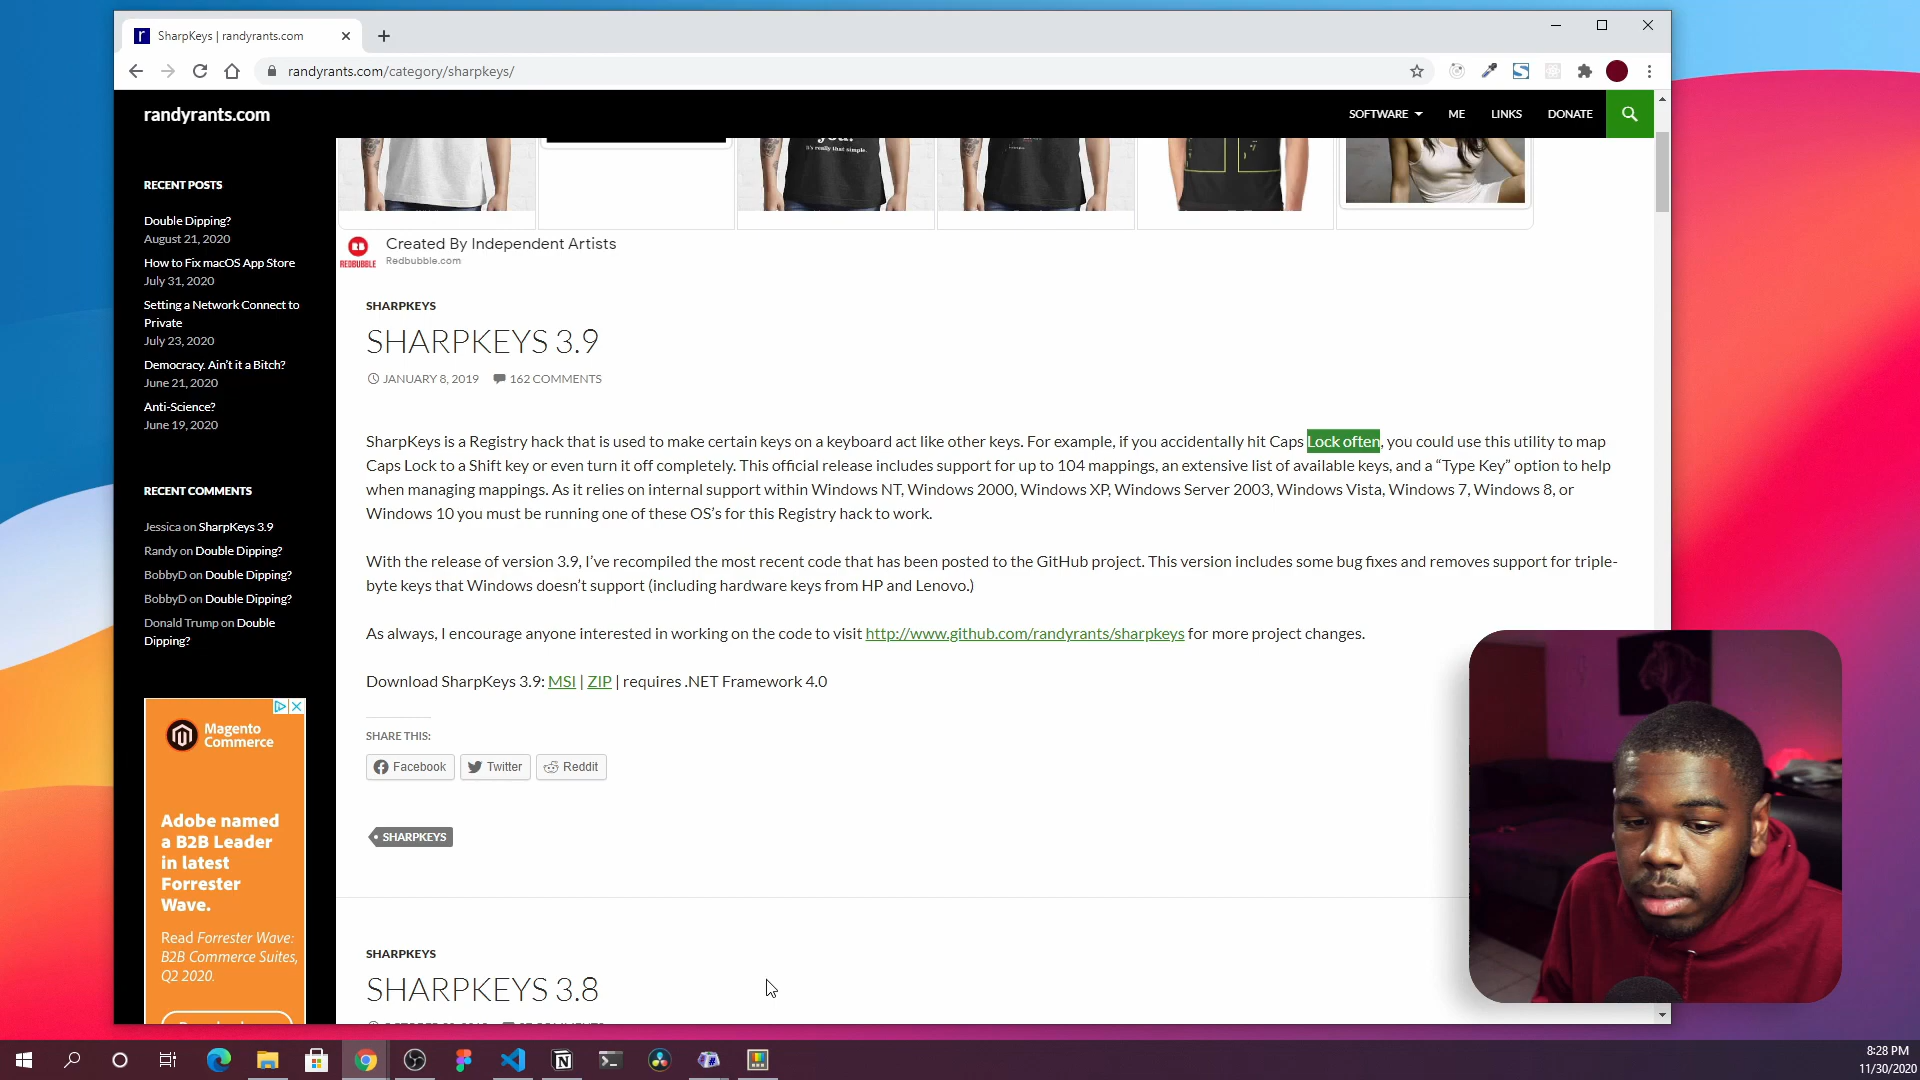 SharpKeys | randyrants.com
randyrants.com/category/sharpkeys/
randyrants.com
SOFTWARE
ME
LINKS
DONATE
RECENT POSTS
Double Dipping?
August 21, 2020
How to Fix macOS App Store
July 31, 2020
Setting a Network Connect to
Private
July 23, 2020
Democracy. Ain't it a Bitch?
June 21, 2020
Anti-Science?
June 19, 2020
RECENT COMMENTS
Jessica on SharpKeys 3.9
Randy on Double Dipping?
BobbyD on Double Dipping?
BobbyD on Double Dipping?
Donald Trump on Double
Dipping?
Magento
Commerce
Adobe named
a B2B Leader
in latest
Forrester
Wave.
Read Forrester Wave:
B2B Commerce Suites,
Q2 2020.
you.
it's really that simple.
REDBUBBLE
Created By Independent Artists
Redbubble.com
SHARPKEYS
SHARPKEYS 3.9
JANUARY 8, 2019 162 COMMENTS
SharpKeys is a Registry hack that is used to make certain keys on a keyboard act like other keys. For example, if you accidentally hit Caps Lock often, you could use this utility to map
Caps Lock to a Shift key or even turn it off completely. This official release includes support for up to 104 mappings, an extensive list of available keys, and a “Type Key” option to help
when managing mappings. As it relies on internal support within Windows NT, Windows 2000, Windows XP, Windows Server 2003, Windows Vista, Windows 7, Windows 8, or
Windows 10 you must be running one of these OS’s for this Registry hack to work.
With the release of version 3.9, I’ve recompiled the most recent code that has been posted to the GitHub project. This version includes some bug fixes and removes support for triple-
byte keys that Windows doesn’t support (including hardware keys from HP and Lenovo.)
As always, I encourage anyone interested in working on the code to visit http://www.github.com/randyrants/sharpkeys for more project changes.
Download SharpKeys 3.9: MSI | ZIP | requires .NET Framework 4.0
SHARE THIS:
Facebook
Twitter
Reddit
SHARPKEYS
SHARPKEYS
SHARPKEYS 3.8
8:28 PM
11/30/2020